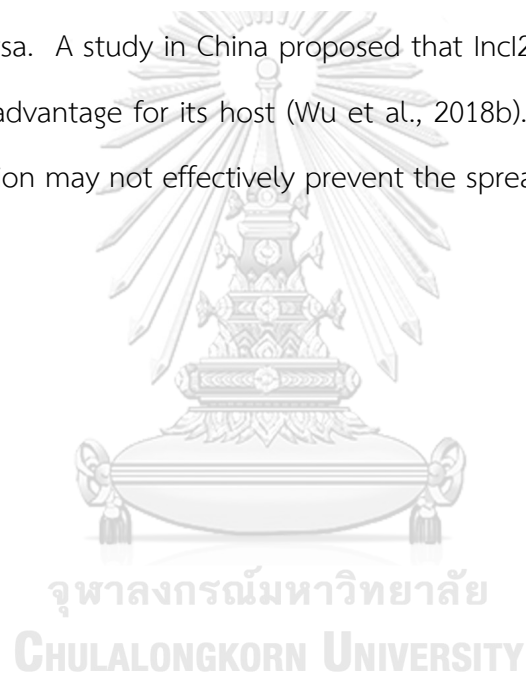 sa. A study in China proposed that IncI2
advantage for its host (Wu et al., 2018b).
ion may not effectively prevent the sprea
จุฬาลงกรณ์มหาวิทยาลัย
CHULALONGKORN UNIVERSITY